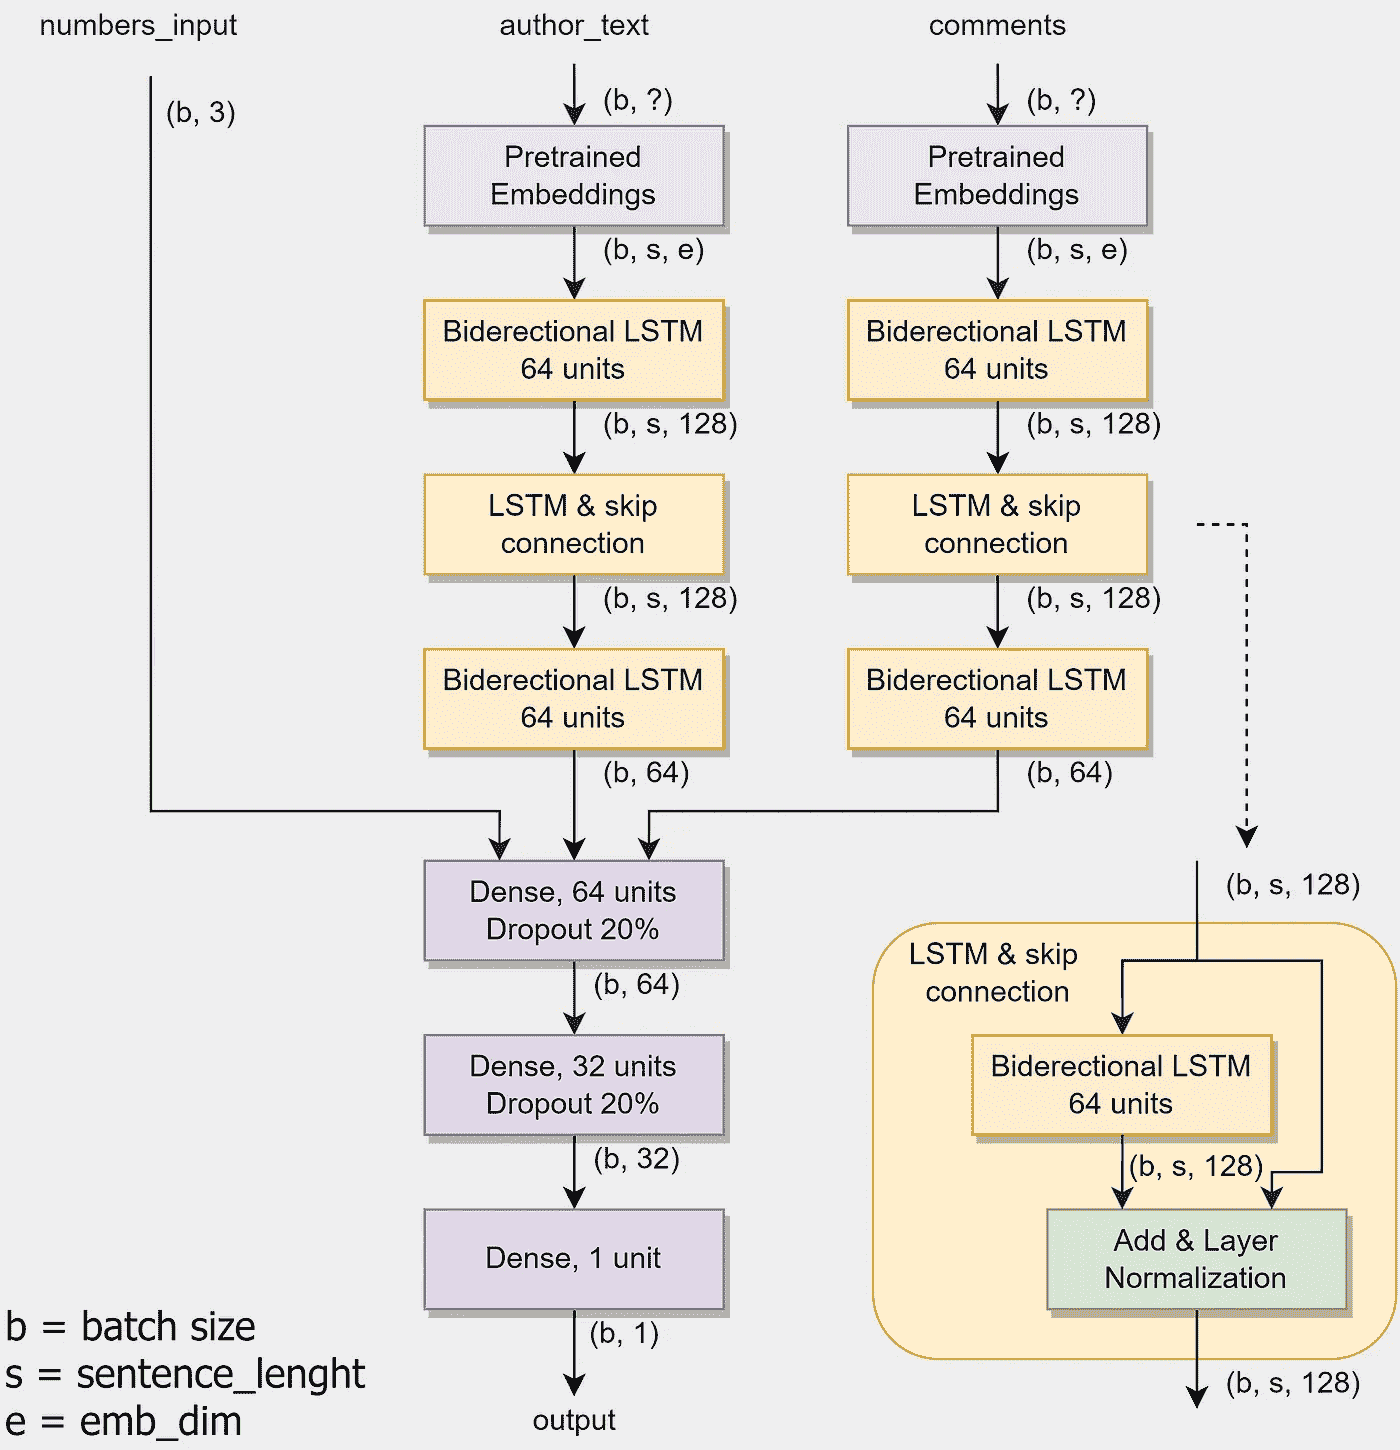 numbers_input
author_text
comments
(b, 3)
(b, ?)
(b, ?)
Pretrained
Embeddings
Pretrained
Embeddings
(b, s, e)
(b, s, e)
Biderectional LSTM
64 units
Biderectional LSTM
64 units
(b, s, 128)
(b, s, 128)
LSTM & skip
connection
LSTM & skip
connection
(b, s, 128)
(b, s, 128)
Biderectional LSTM
64 units
Biderectional LSTM
64 units
(b, 64)
(b, 64)
Dense, 64 units
Dropout 20%
(b, 64)
Dense, 32 units
Dropout 20%
(b, 32)
Dense, 1 unit
(b, 1)
output
(b, s, 128)
LSTM & skip
connection
Biderectional LSTM
64 units
(b, s, 128)
Add & Layer
Normalization
(b, s, 128)
b = batch size
s = sentence_lenght
e = emb_dim